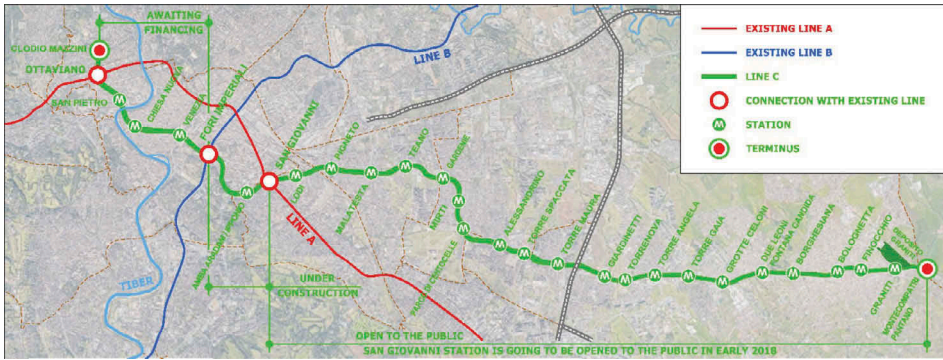 AWAITING
FINANCING
CLODIO MAZZINI
OTTAVIANO
SAN PIETRO
CHIESA NUOVA
VENEZIA
FORI IMPERIALI
LINE B
AMBA ARADAM IPPONIO
SAN GIOVANNI
LODI
PIGNETO
MALATESTA
TEANO
GARDENIE
MIRTI
PARCO DI CENTOCELLE
ALESSANDRINO
TORRE SPACCATA
TORRE MAURA
GIARDINETTI
TORRENOVA
TORRE ANGELA
TORRE GAIA
GROTTE CELONI
DUE LEONI
FONTANA CANDIDA
BORGHESIANA
BOLOGNETTA
FINOCCHIO
GRANITI
MONTECOMPATRI
PANTANO
DEPOSITO
GRANITI
LINE A
TIBER
UNDER
CONSTRUCTION
OPEN TO THE PUBLIC
SAN GIOVANNI STATION IS GOING TO BE OPENED TO THE PUBLIC IN EARLY 2018
EXISTING LINE A
EXISTING LINE B
LINE C
CONNECTION WITH EXISTING LINE
M STATION
TERMINUS